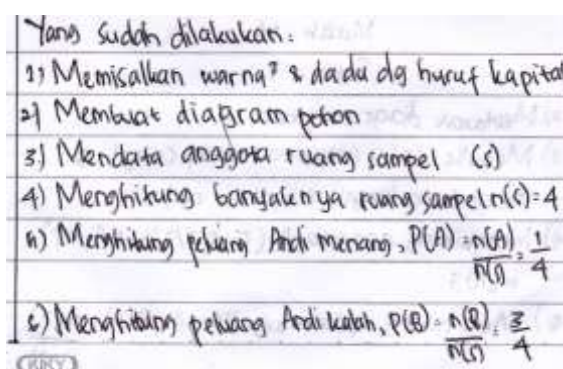 Yang sudah dilakukan:
1) Memisalkan warna² & dadu dg huruf kapital
2) Membuat diagram pohon
3.) Mendata anggota ruang sampel (s)
4) Menghitung banyaknya ruang sampel n(s)=4
5) Menghitung peluang Andi menang, P(A) = n(A)/n(s) = 1/4
6) Menghitung peluang Andi kalah, P(B) = n(B)/n(s) = 3/4